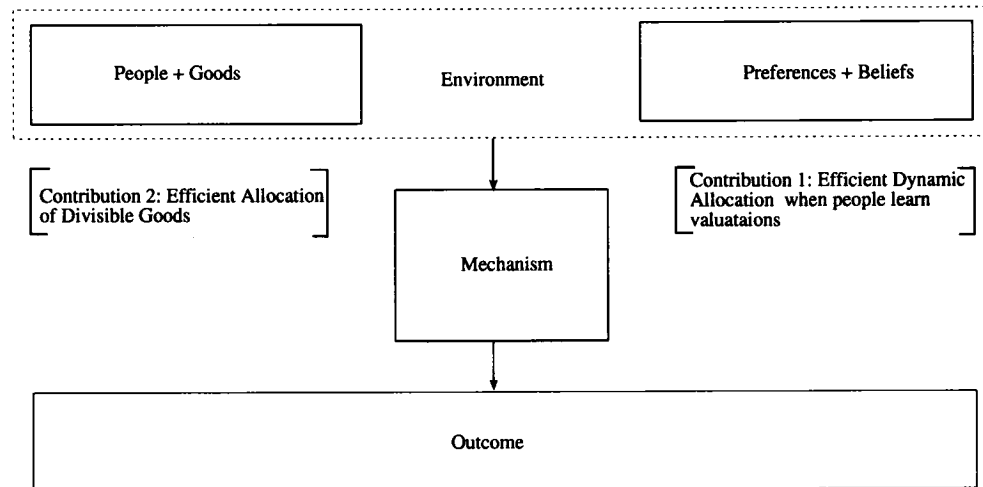 People + Goods
Environment
Preferences + Beliefs
Contribution 2: Efficient Allocation
of Divisible Goods
Contribution 1: Efficient Dynamic
Allocation when people learn
valuataions
Mechanism
Outcome